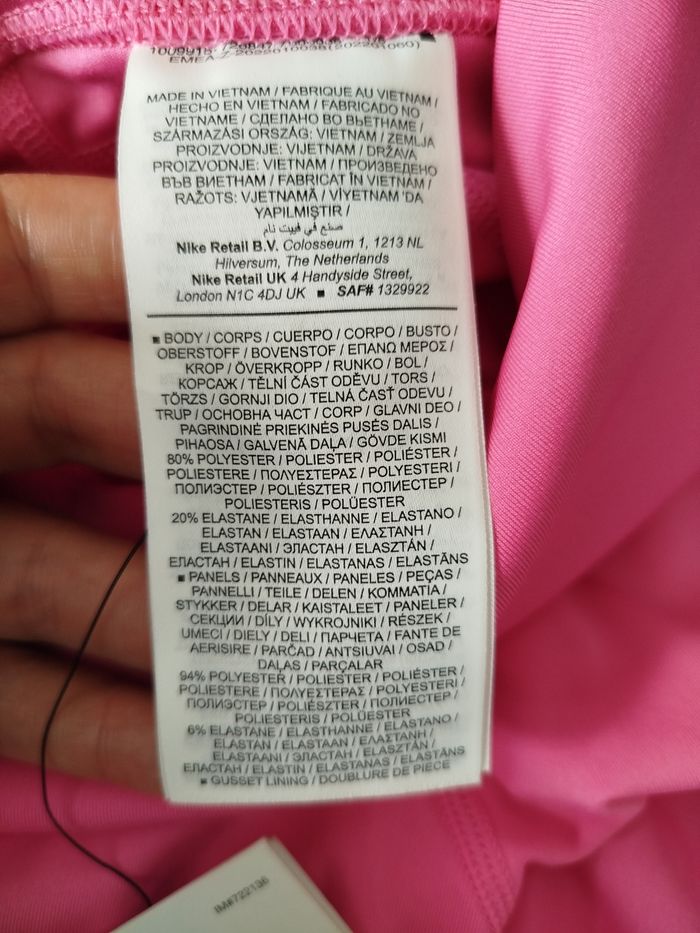 EMEA-Z-2022010038(202201060)
MADE IN VIETNAM / FABRIQUE AU VIETNAM /
HECHO EN VIETNAM / FABRICADO NO
VIETNAME / СДЕЛАНО ВО ВЬЕТНАМЕ /
SZÁRMAZÁSI ORSZÁG: VIETNAM / ZEMLJA
PROIZVODNJE: VIJETNAM / DRŽAVA
PROIZVODNJE: VIETNAM / ПРОИЗВЕДЕНО
ВЪВ ВИЕТНАМ / FABRICAT ÎN VIETNAM /
RAŽOTS: VJETNAMĀ / VİYETNAM 'DA
YAPILMIŞTIR /
صنع في فييت نام
Nike Retail B.V. Colosseum 1, 1213 NL
Hilversum, The Netherlands
Nike Retail UK 4 Handyside Street,
London N1C 4DJ UK ■ SAF# 1329922
■ BODY / CORPS / CUERPO / CORPO / BUSTO /
OBERSTOFF / BOVENSTOF / ΕΠΑΝΩ ΜΕΡΟΣ /
KROP / ÖVERKROPP / RUNKO / BOL /
КОРСАЖ / TĚLNÍ ČÁST ODĚVU / TORS /
TÖRZS / GORNJI DIO / TELNÁ ČASŤ ODEVU /
TRUP / ОСНОВНА ЧАСТ / CORP / GLAVNI DEO /
PAGRINDINĖ PRIEKINĖS PUSĖS DALIS /
PIHAOSA / GALVENĀ DAĻA / GÖVDE KISMI
80% POLYESTER / POLIESTER / POLIÉSTER /
POLIESTERE / ΠΟΛΥΕΣΤΕΡΑΣ / POLYESTERI /
ПОЛИЭСТЕР / POLIÉSZTER / ПОЛИЕСТЕР /
POLIESTERIS / POLÜESTER
20% ELASTANE / ELASTHANNE / ELASTANO /
ELASTAN / ELASTAAN / ΕΛΑΣΤΑΝΗ /
ELASTAANI / ЭЛАСТАН / ELASZTÁN /
ЕЛАСТАН / ELASTIN / ELASTANAS / ELASTĀNS
■ PANELS / PANNEAUX / PANELES / PEÇAS /
PANNELLI / TEILE / DELEN / ΚΟΜΜΑΤΙΑ /
STYKKER / DELAR / KAISTALEET / PANELER /
СЕКЦИИ / DÍLY / WYKROJNIKI / RÉSZEK /
UMECI / DIELY / DELI / ПАРЧЕТА / FANTE DE
AERISIRE / PARČAD / ANTSIUVAI / OSAD /
DAĻAS / PARÇALAR
94% POLYESTER / POLIESTER / POLIÉSTER /
POLIESTERE / ΠΟΛΥΕΣΤΕΡΑΣ / POLYESTERI /
ПОЛИЭСТЕР / POLIÉSZTER / ПОЛИЕСТЕР /
POLIESTERIS / POLÜESTER
6% ELASTANE / ELASTHANNE / ELASTANO /
ELASTAN / ELASTAAN / ΕΛΑΣΤΑΝΗ /
ELASTAANI / ЭЛАСТАН / ELASZTÁN /
ЕЛАСТАН / ELASTIN / ELASTANAS / ELASTĀNS
■ GUSSET LINING / DOUBLURE DE PIECE
IM#722136